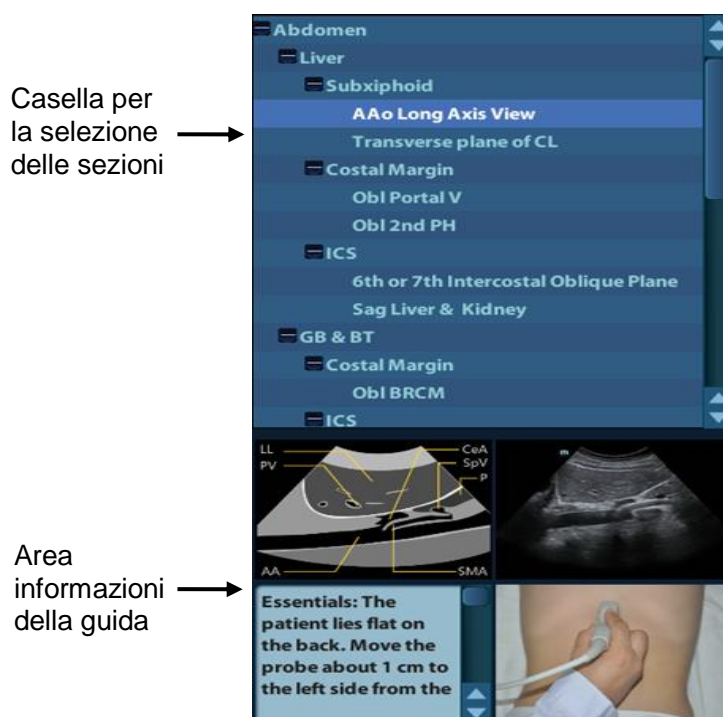 Casella per
la selezione
delle sezioni
Abdomen
Liver
Subxiphoid
AAo Long Axis View
Transverse plane of CL
Costal Margin
Obl Portal V
Obl 2nd PH
ICS
6th or 7th Intercostal Oblique Plane
Sag Liver & Kidney
GB & BT
Costal Margin
Obl BRCM
ICS
LL
PV
CeA
SpV
P
AA
SMA
m
Area
informazioni
della guida
Essentials: The
patient lies flat on
the back. Move the
probe about 1 cm to
the left side from the